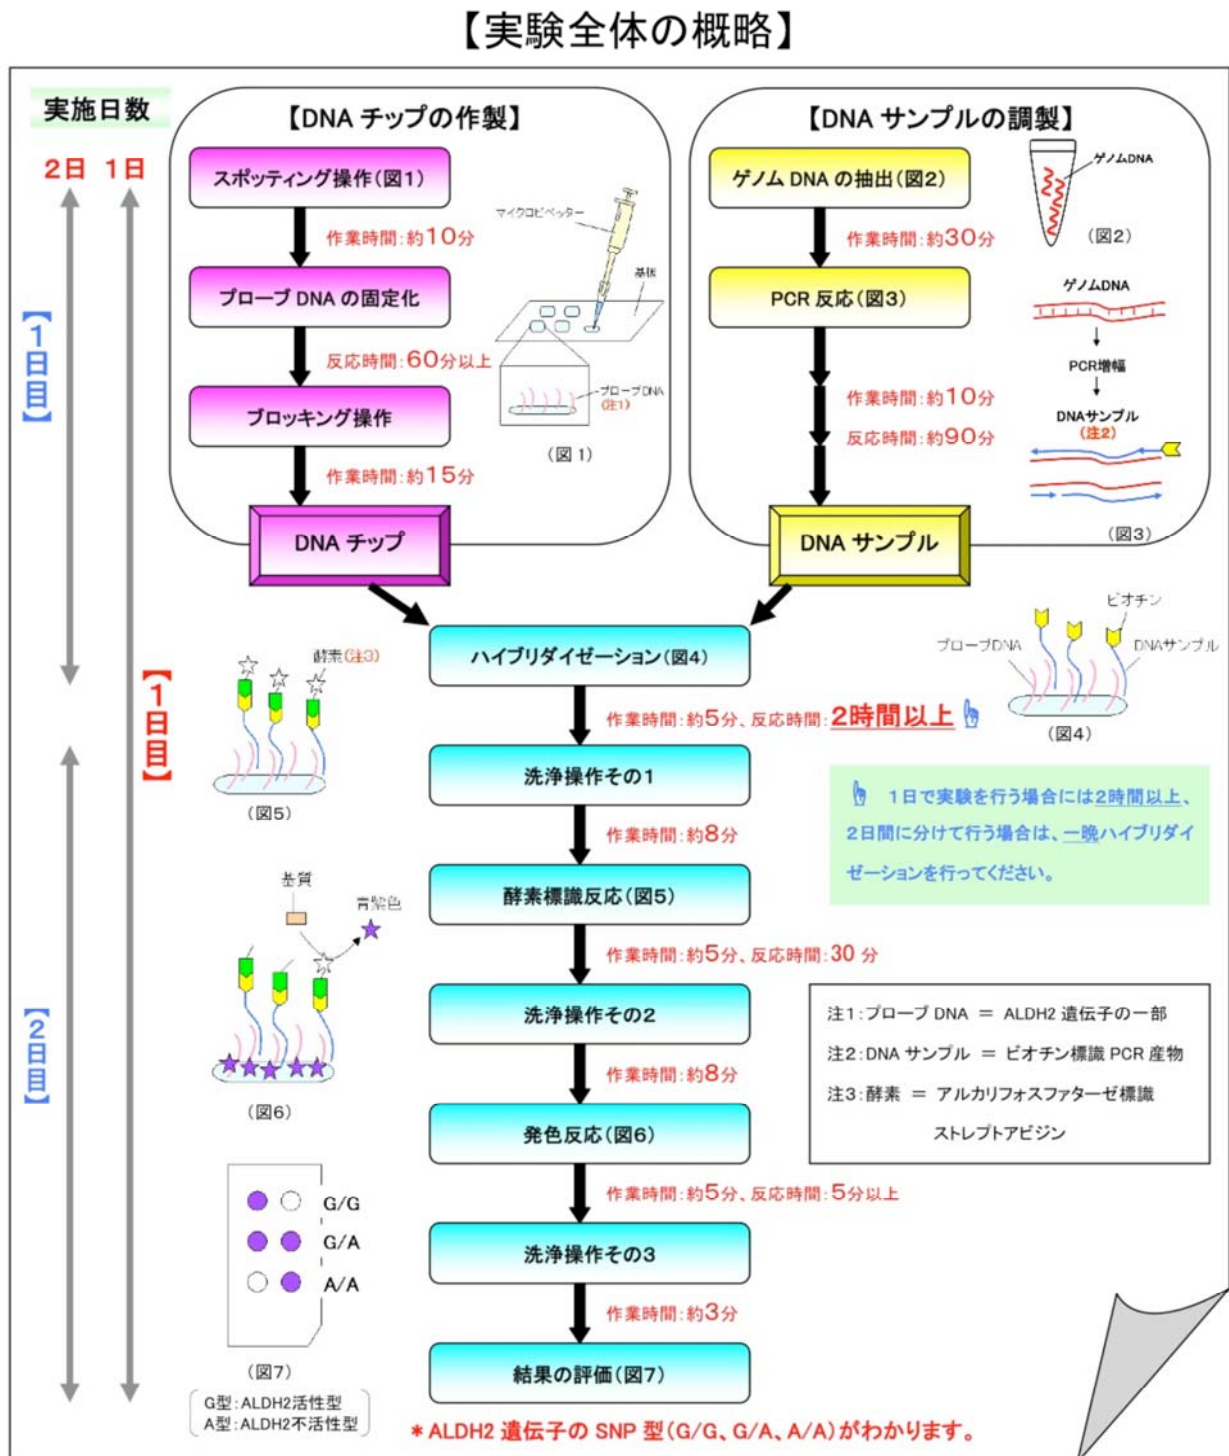 【実験全体の概略】
実施日数
2日 1日
【1日目】
【2日目】
【1日目】
【DNA チップの作製】
スポッティング操作(図1)
作業時間:約10分
プローブ DNA の固定化
反応時間:60分以上
ブロッキング操作
作業時間:約15分
DNA チップ
マイクロピペッター
基板
プローブDNA
(注1)
(図1)
【DNA サンプルの調製】
ゲノム DNA の抽出(図2)
作業時間:約30分
PCR 反応(図3)
作業時間:約10分
反応時間:約90分
DNA サンプル
ゲノムDNA
(図2)
ゲノムDNA
PCR増幅
DNAサンプル
(注2)
(図3)
ハイブリダイゼーション(図4)
作業時間:約5分、反応時間:2時間以上
洗浄操作その1
作業時間:約8分
酵素標識反応(図5)
作業時間:約5分、反応時間:30 分
洗浄操作その2
作業時間:約8分
発色反応(図6)
作業時間:約5分、反応時間:5分以上
洗浄操作その3
作業時間:約3分
結果の評価(図7)
*ALDH2 遺伝子の SNP 型(G/G、G/A、A/A)がわかります。
ビオチン
プローブDNA
DNAサンプル
(図4)
1日で実験を行う場合には2時間以上、
2日間に分けて行う場合は、一晩ハイブリダイ
ゼーションを行ってください。
注1:プローブ DNA = ALDH2 遺伝子の一部
注2:DNA サンプル = ビオチン標識 PCR 産物
注3:酵素 = アルカリフォスファターゼ標識
ストレプトアビジン
酵素(注3)
(図5)
基質
青紫色
(図6)
G/G
G/A
A/A
(図7)
G型:ALDH2活性型
A型:ALDH2不活性型